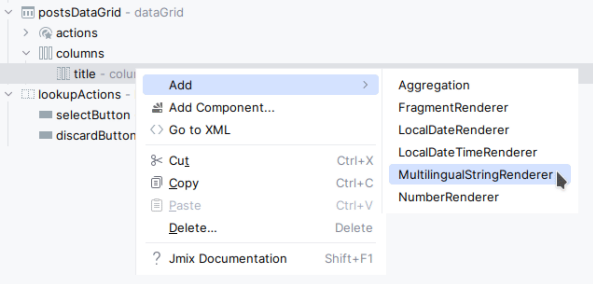 postsDataGrid - dataGrid
actions
columns
title - colu
lookupActions -
selectButton
discardButton
Add
Add Component...
Go to XML
Cut Ctrl+X
Copy Ctrl+C
Paste Ctrl+V
Delete... Delete
Jmix Documentation Shift+F1
Aggregation
FragmentRenderer
LocalDateRenderer
LocalDateTimeRenderer
MultilingualStringRenderer
NumberRenderer